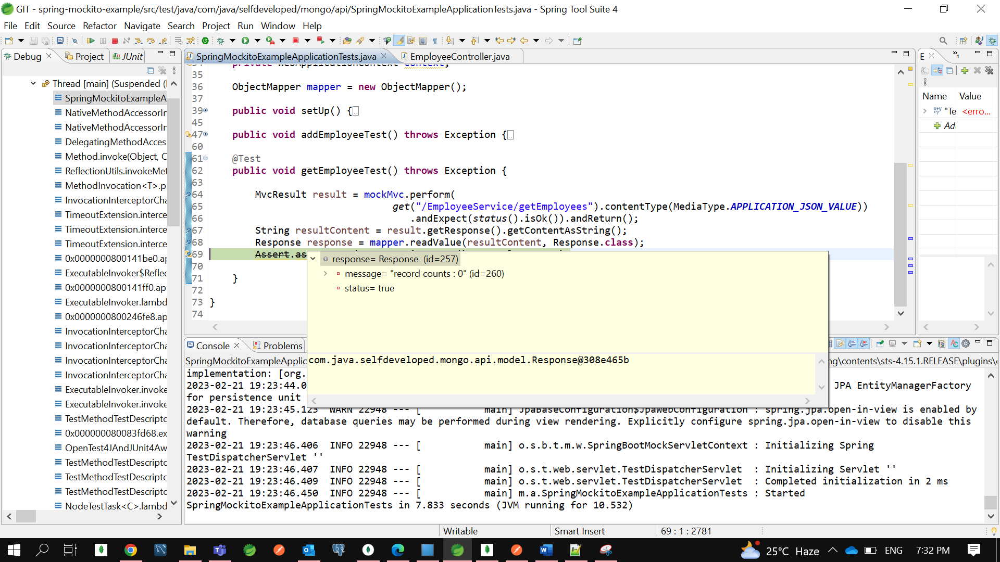 GIT - spring-mockito-example/src/test/java/com/java/selfdeveloped/mongo/api/SpringMockitoExampleApplicationTests.java - Spring Tool Suite 4
File Edit Source Refactor Navigate Search Project Run Window Help
Debug Project JUnit
Thread [main] (Suspended (
SpringMockitoExampleA
NativeMethodAccessorIr
NativeMethodAccessorIr
DelegatingMethodAcces
Method.invoke(Object, C
ReflectionUtils.invokeMet
MethodInvocation<T>.p
InvocationInterceptorCha
TimeoutExtension.interce
TimeoutExtension.interce
TimeoutExtension.interce
0x0000000800141be0.ap
ExecutableInvoker$Reflec
0x0000000800141ff0.ap
ExecutableInvoker.lambd
0x0000000800246fe8.ap
InvocationInterceptorCha
InvocationInterceptorCha
InvocationInterceptorCha
InvocationInterceptorCha
ExecutableInvoker.invoke
ExecutableInvoker.invoke
TestMethodTestDescripto
0x000000080083fd68.ex
OpenTest4JAndJUnit4Aw
TestMethodTestDescripto
TestMethodTestDescripto
TestMethodTestDescripto
NodeTestTask<C>.lambd
SpringMockitoExampleApplicationTests.java EmployeeController.java
34 private WebApplicationContext context;
35
36 ObjectMapper mapper = new ObjectMapper();
37
39 public void setUp() {
45
47 public void addEmployeeTest() throws Exception {
60
61 @Test
62 public void getEmployeeTest() throws Exception {
63
64 MvcResult result = mockMvc.perform(
65 get("/EmployeeService/getEmployees").contentType(MediaType.APPLICATION_JSON_VALUE))
66 .andExpect(status().isOk()).andReturn();
67 String resultContent = result.getResponse().getContentAsString();
68 Response response = mapper.readValue(resultContent, Response.class);
69 Assert.as
70
71 }
72
73 }
74
response= Response (id=257)
message= "record counts : 0" (id=260)
status= true
com.java.selfdeveloped.mongo.api.model.Response@308e465b
E
Name Value
"Te <erro...
Ad
Console Problems
SpringMockitoExampleApplic
ng\contents\sts-4.15.1.RELEASE\plugins\
implementation: [org.
2023-02-21 19:23:44.0 JPA EntityManagerFactory
for persistence unit
2023-02-21 19:23:45.123 WARN 22948 --- [ main] JpaBaseConfiguration$JpaWebConfiguration : spring.jpa.open-in-view is enabled by
default. Therefore, database queries may be performed during view rendering. Explicitly configure spring.jpa.open-in-view to disable this
warning
2023-02-21 19:23:46.406 INFO 22948 --- [ main] o.s.b.t.m.w.SpringBootMockServletContext : Initializing Spring
TestDispatcherServlet ''
2023-02-21 19:23:46.407 INFO 22948 --- [ main] o.s.t.web.servlet.TestDispatcherServlet : Initializing Servlet ''
2023-02-21 19:23:46.409 INFO 22948 --- [ main] o.s.t.web.servlet.TestDispatcherServlet : Completed initialization in 2 ms
2023-02-21 19:23:46.450 INFO 22948 --- [ main] m.a.SpringMockitoExampleApplicationTests : Started
SpringMockitoExampleApplicationTests in 7.833 seconds (JVM running for 10.532)
Writable Smart Insert 69 : 1 : 2781
25°C Haze ENG 7:32 PM